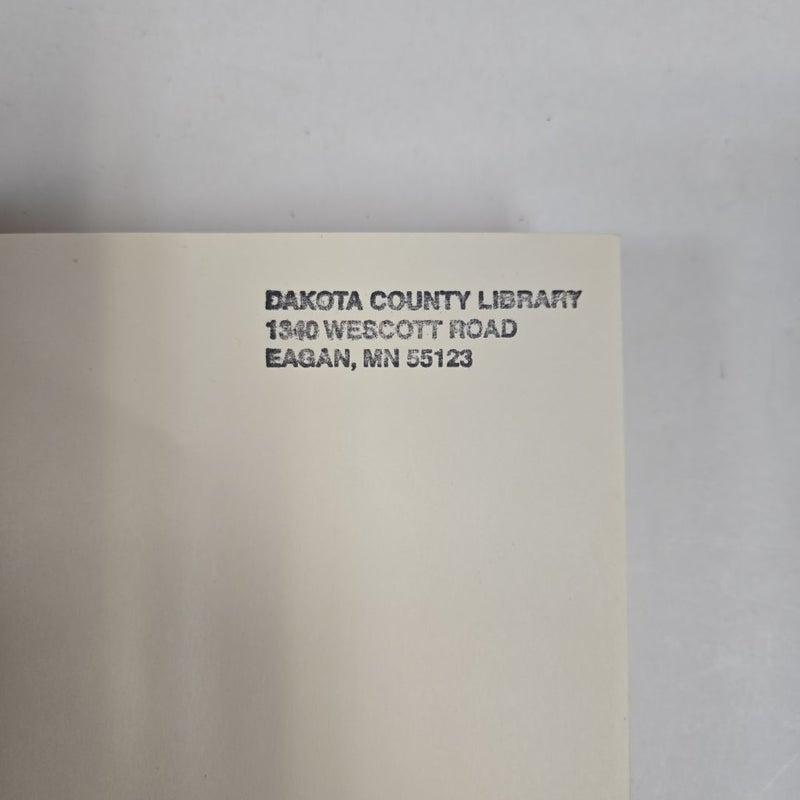 DAKOTA COUNTY LIBRARY
1340 WESCOTT ROAD
EAGAN, MN 55123